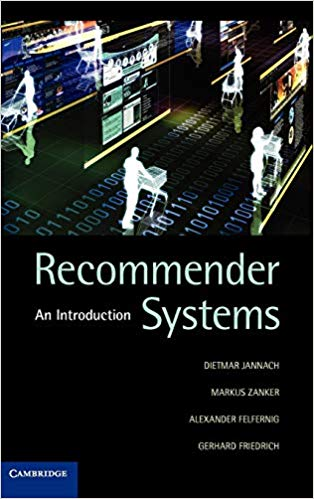 Recommender
An Introduction Systems
DIETMAR JANNACH
MARKUS ZANKER
ALEXANDER FELFERNIG
GERHARD FRIEDRICH
CAMBRIDGE